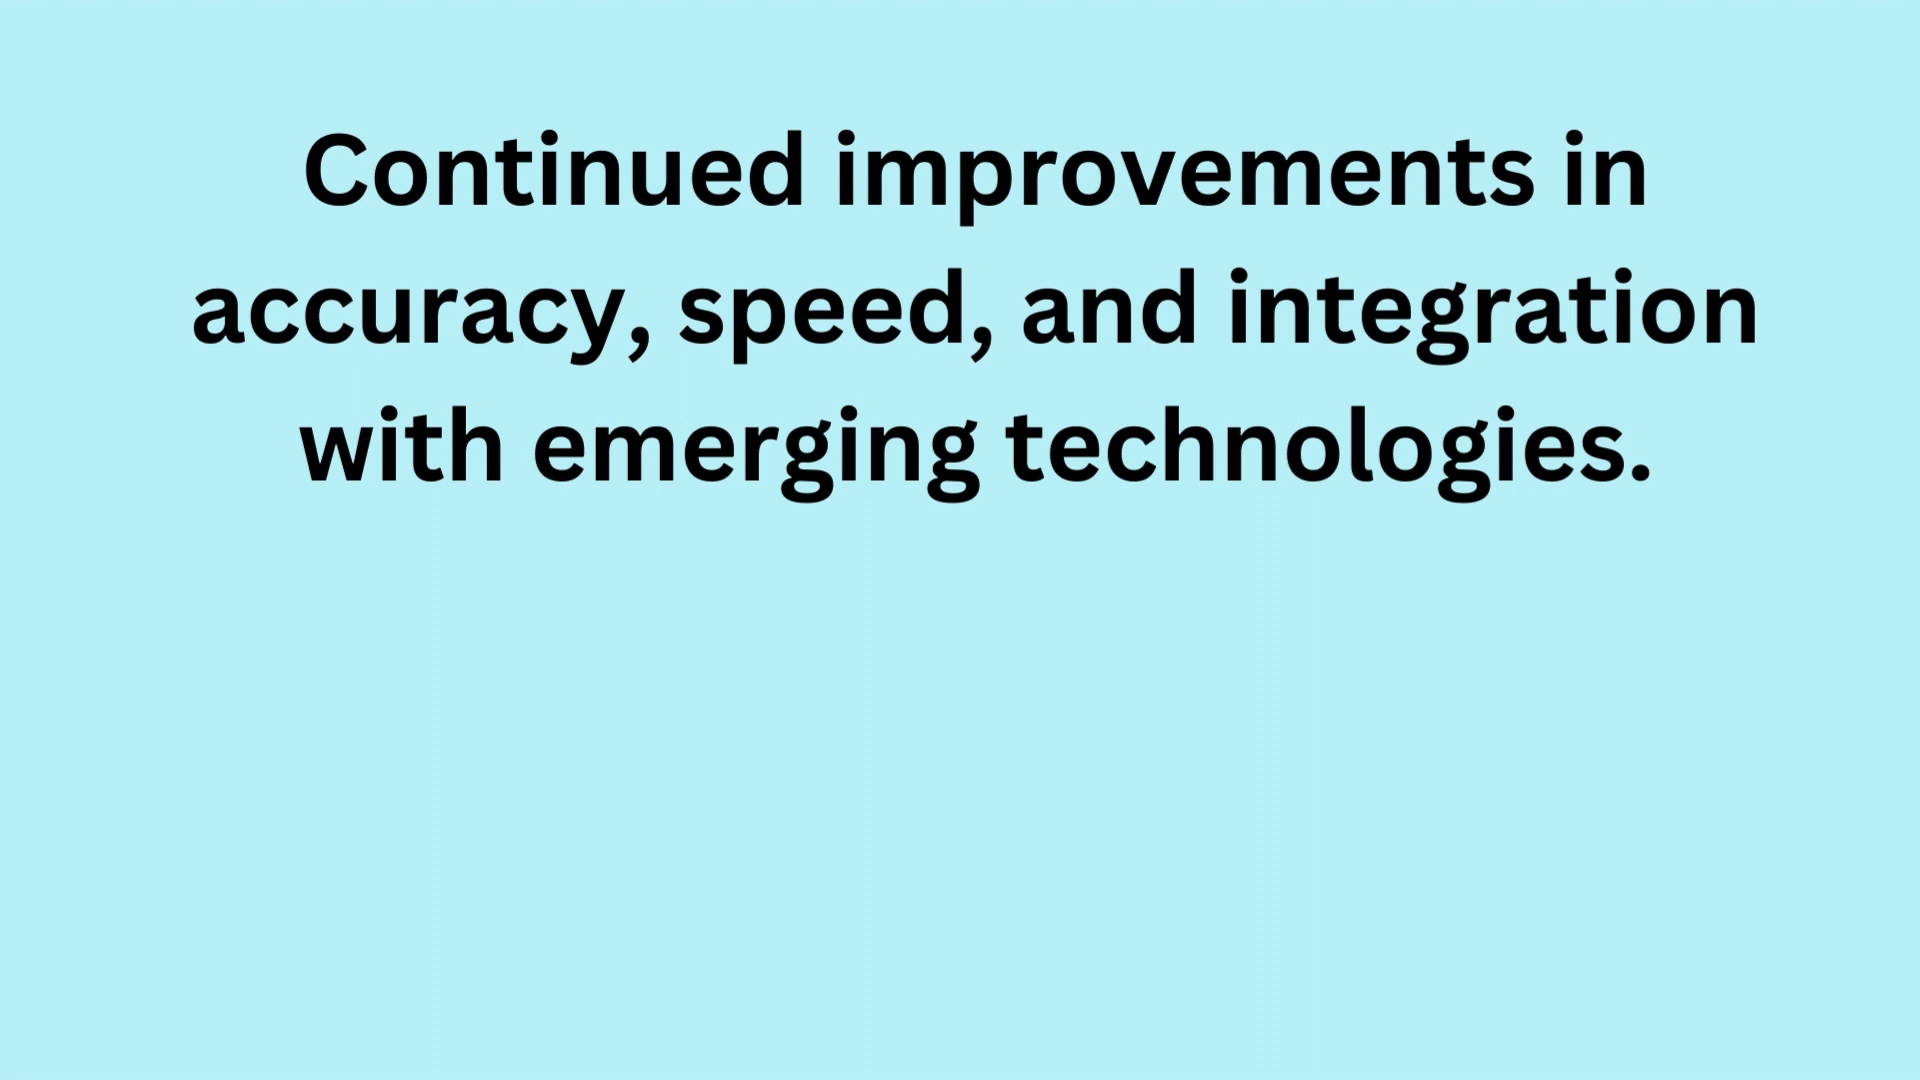 Continued improvements in
accuracy, speed, and integration
with emerging technologies.